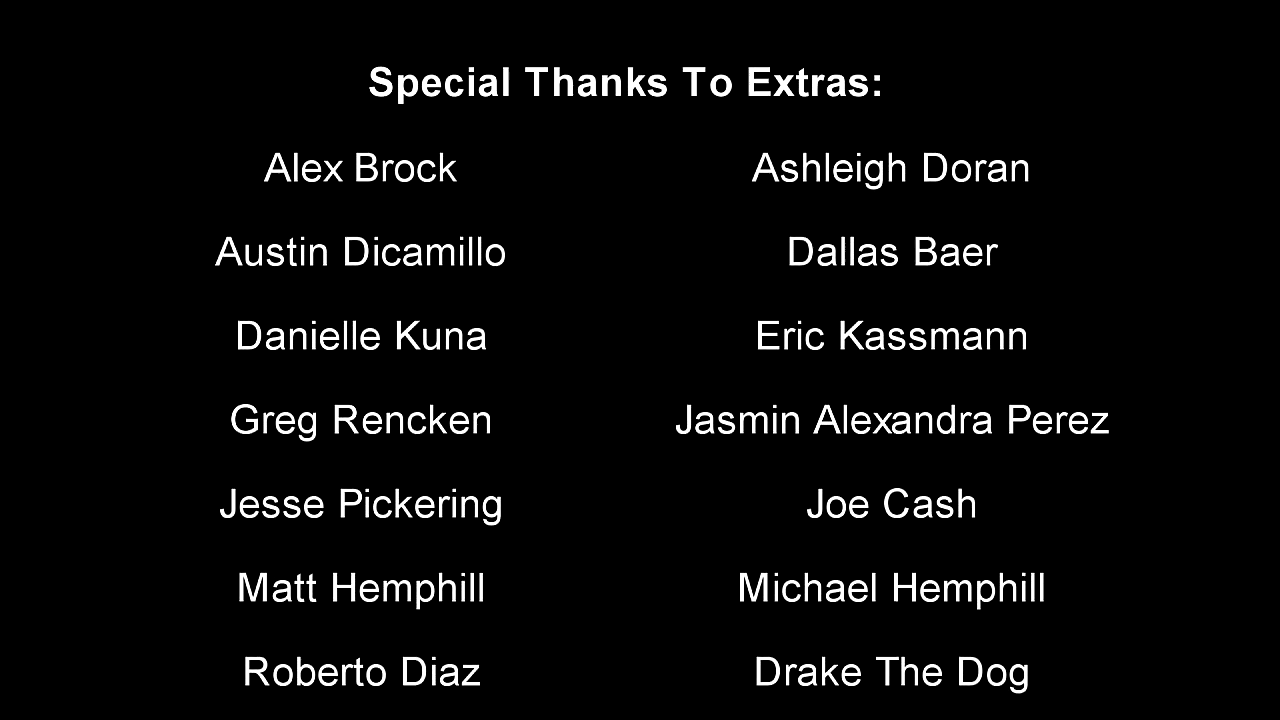 Special Thanks To Extras:
Alex Brock Ashleigh Doran
Austin Dicamillo Dallas Baer
Danielle Kuna Eric Kassmann
Greg Rencken Jasmin Alexandra Perez
Jesse Pickering Joe Cash
Matt Hemphill Michael Hemphill
Roberto Diaz Drake The Dog